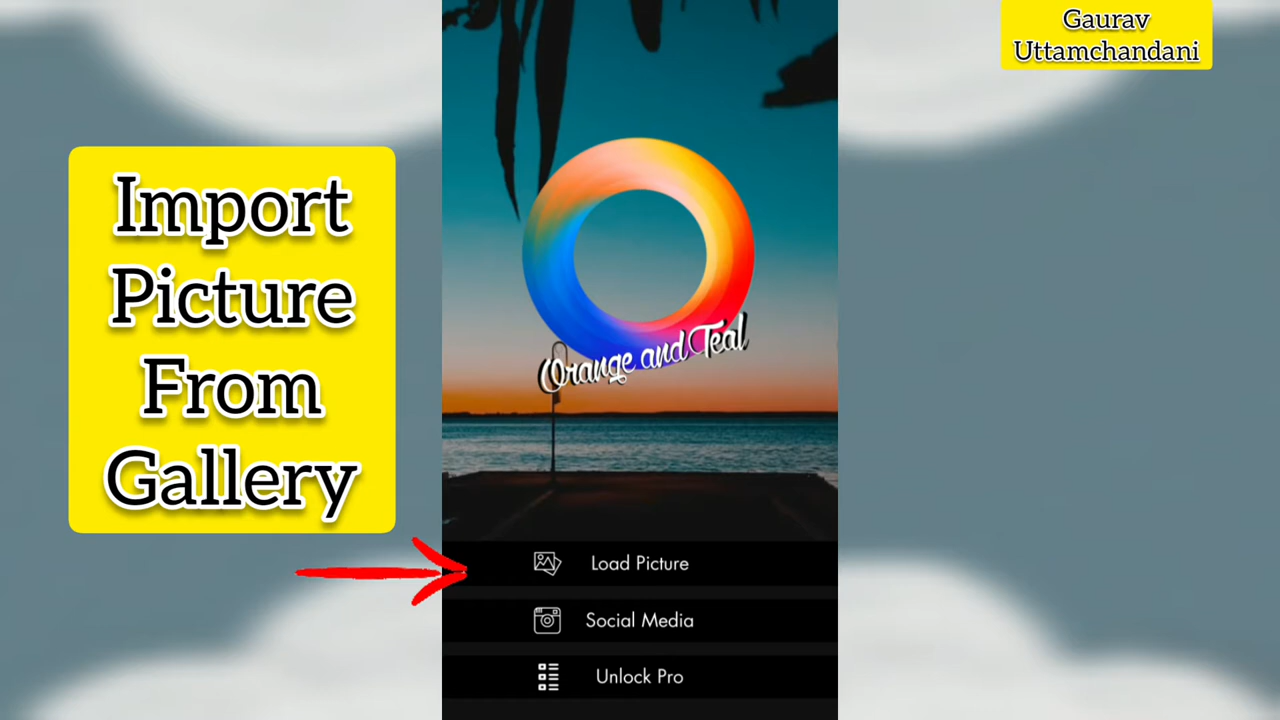 Gaurav
Uttamchandani
Import
Picture
From
Gallery
Orange and Teal
Load Picture
Social Media
Unlock Pro